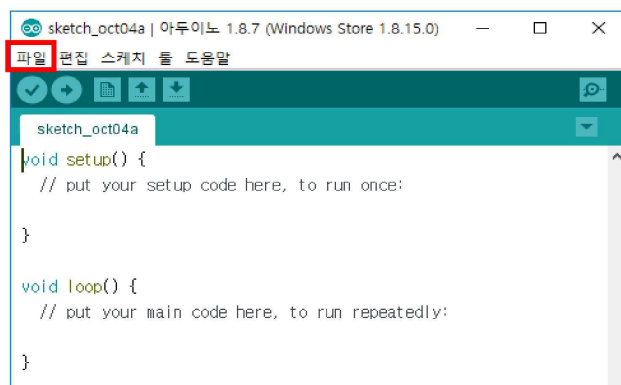 sketch_oct04a | 아두이노 1.8.7 (Windows Store 1.8.15.0)
파일 편집 스케치 툴 도움말
sketch_oct04a
void setup() {
// put your setup code here, to run once:
}
void loop() {
// put your main code here, to run repeatedly:
}